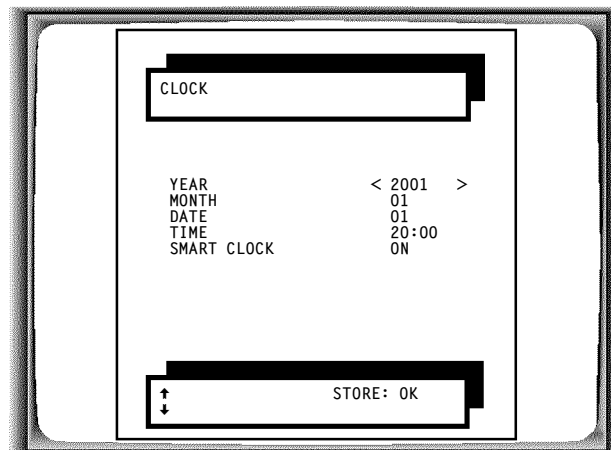 CLOCK
YEAR < 2001 >
MONTH 01
DATE 01
TIME 20:00
SMART CLOCK ON
↑ STORE: OK
↓